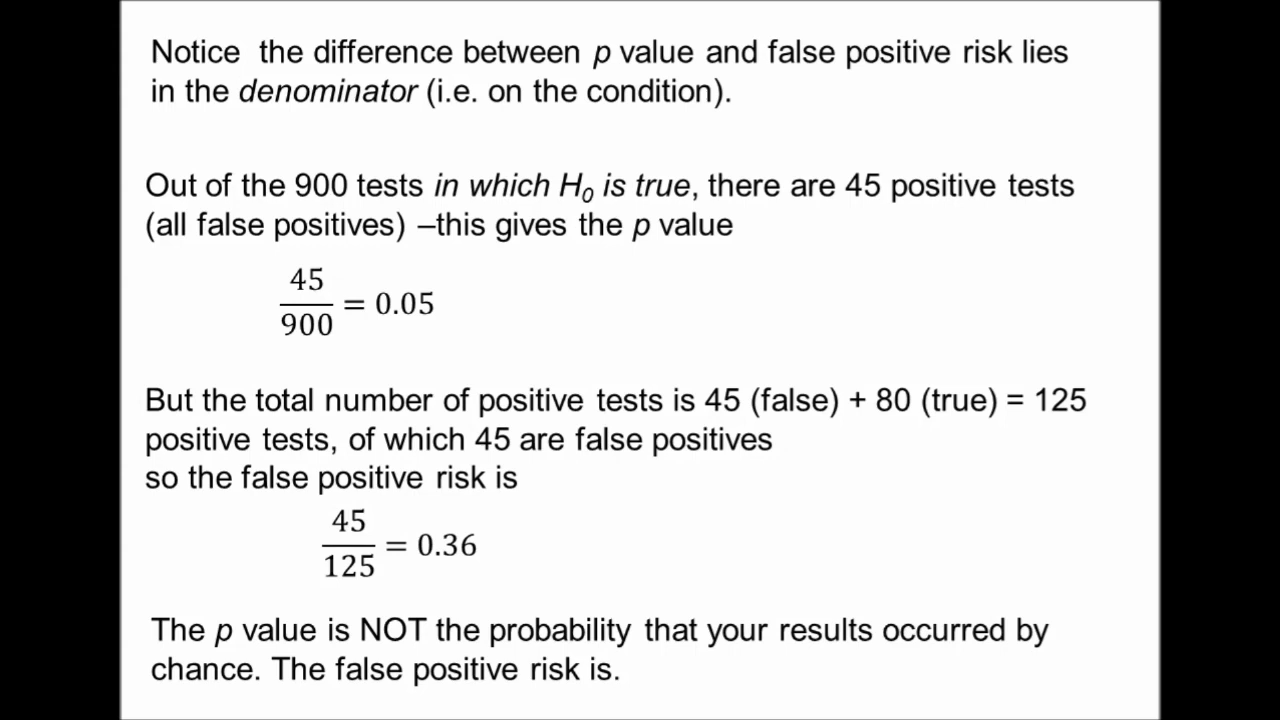 Notice  the difference between p value and false positive risk lies
in the denominator (i.e. on the condition).
Out of the 900 tests in which H₀ is true, there are 45 positive tests
(all false positives) –this gives the p value
45/900 = 0.05
But the total number of positive tests is 45 (false) + 80 (true) = 125
positive tests, of which 45 are false positives
so the false positive risk is
45/125 = 0.36
The p value is NOT the probability that your results occurred by
chance. The false positive risk is.